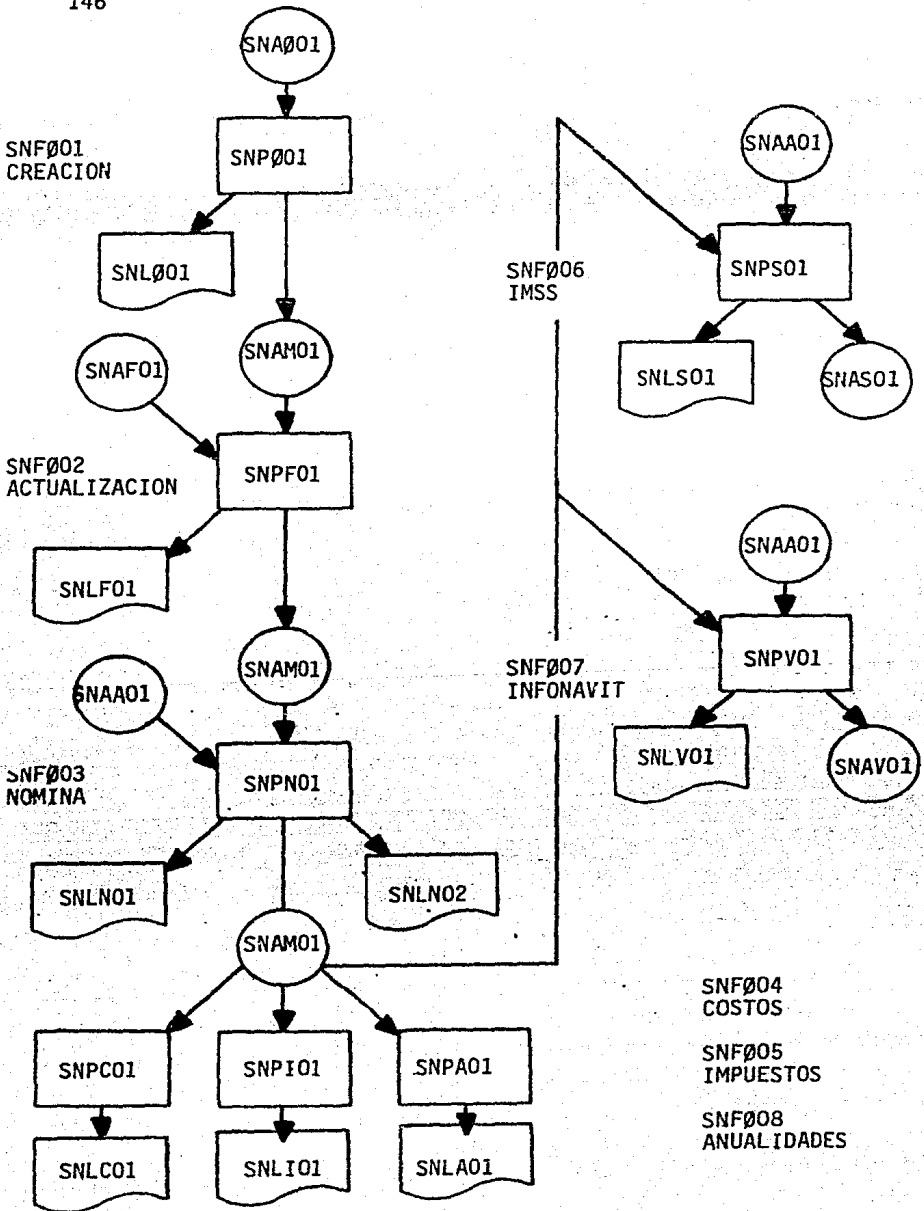 146
SNAØ01
SNFØ01
CREACION
SNPØ01
SNLØ01
SNAF01
SNAM01
SNFØ02
ACTUALIZACION
SNPF01
SNLF01
SNAA01
SNAM01
SNFØ03
NOMINA
SNPN01
SNLN01
SNLN02
SNAM01
SNPC01
SNPI01
SNPA01
SNLC01
SNLI01
SNLA01
SNAA01
SNFØ06
IMSS
SNPS01
SNLS01
SNAS01
SNAA01
SNFØ07
INFONAVIT
SNPV01
SNLV01
SNAV01
SNFØ04
COSTOS
SNFØ05
IMPUESTOS
SNFØ08
ANUALIDADES